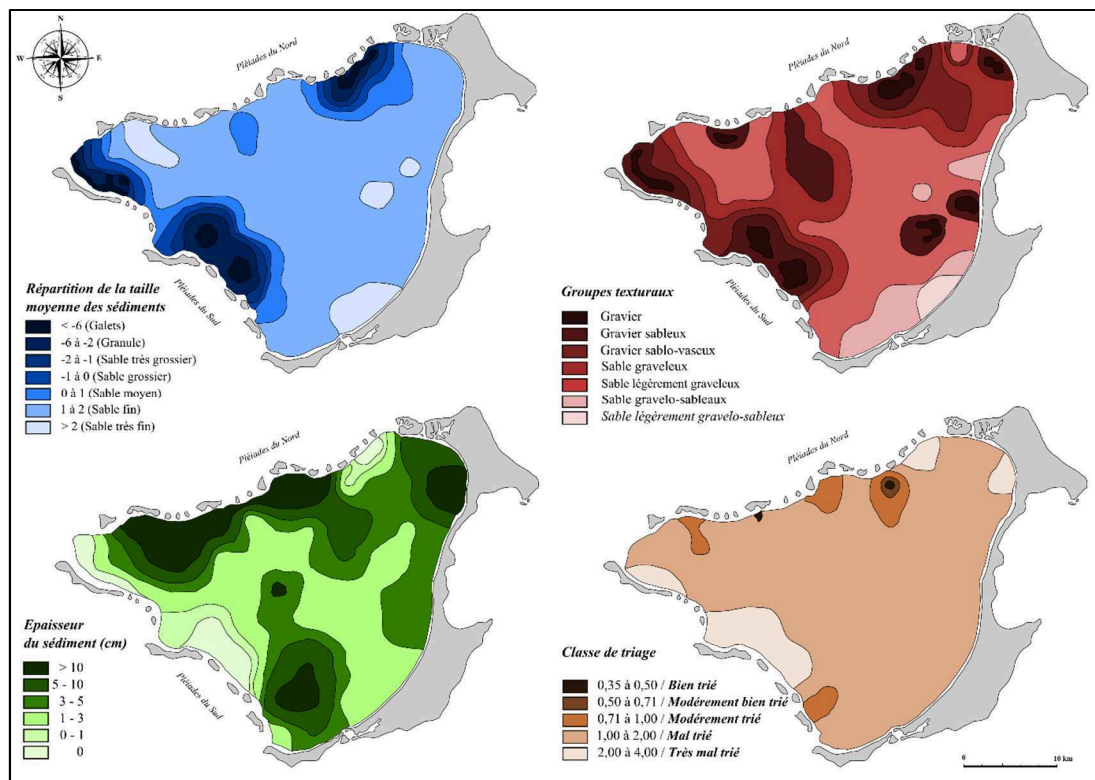 N
W
E
S
Pléiades du Nord
Pléiades du Sud
Répartition de la taille
moyenne des sédiments
< -6 (Galets)
-6 à -2 (Granule)
-2 à -1 (Sable très grossier)
-1 à 0 (Sable grossier)
0 à 1 (Sable moyen)
1 à 2 (Sable fin)
> 2 (Sable très fin)
Pléiades du Nord
Pléiades du Sud
Groupes texturaux
Gravier
Gravier sableux
Gravier sablo-vaseux
Sable graveleux
Sable légèrement graveleux
Sable gravelo-sableaux
Sable légèrement gravelo-sableux
Pléiades du Nord
Pléiades du Sud
Epaisseur
du sédiment (cm)
> 10
5 - 10
3 - 5
1 - 3
0 - 1
0
Pléiades du Nord
Pléiades du Sud
Classe de triage
0,35 à 0,50 / Bien trié
0,50 à 0,71 / Modérement bien trié
0,71 à 1,00 / Modérement trié
1,00 à 2,00 / Mal trié
2,00 à 4,00 / Très mal trié
0 10 km